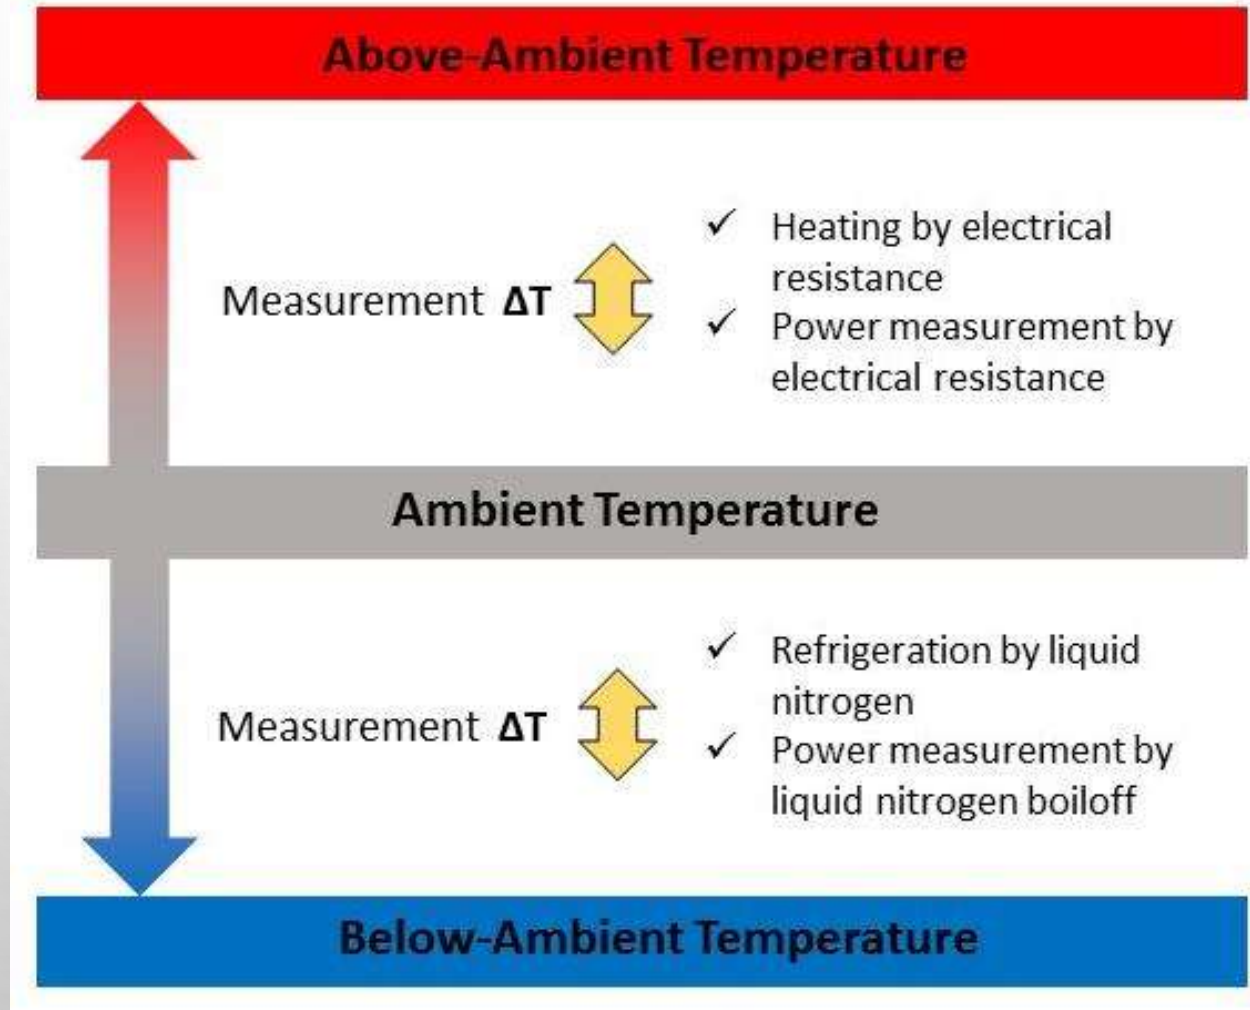 Above-Ambient Temperature
Measurement ΔT
✓ Heating by electrical
resistance
✓ Power measurement by
electrical resistance
Ambient Temperature
Measurement ΔT
✓ Refrigeration by liquid
nitrogen
✓ Power measurement by
liquid nitrogen boiloff
Below-Ambient Temperature